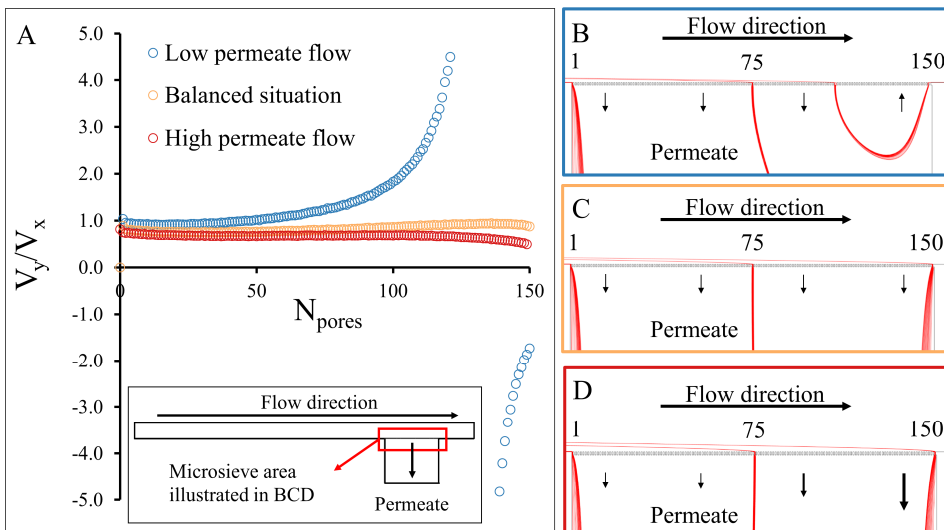 A
5.0
4.0
3.0
2.0
1.0
0.0
-1.0
-2.0
-3.0
-4.0
-5.0
V_y/V_x
Low permeate flow
Balanced situation
High permeate flow
0
50
100
150
N_pores
Flow direction
Microsieve area
illustrated in BCD
Permeate
B
Flow direction
1
75
150
Permeate
C
Flow direction
1
75
150
Permeate
D
Flow direction
1
75
150
Permeate